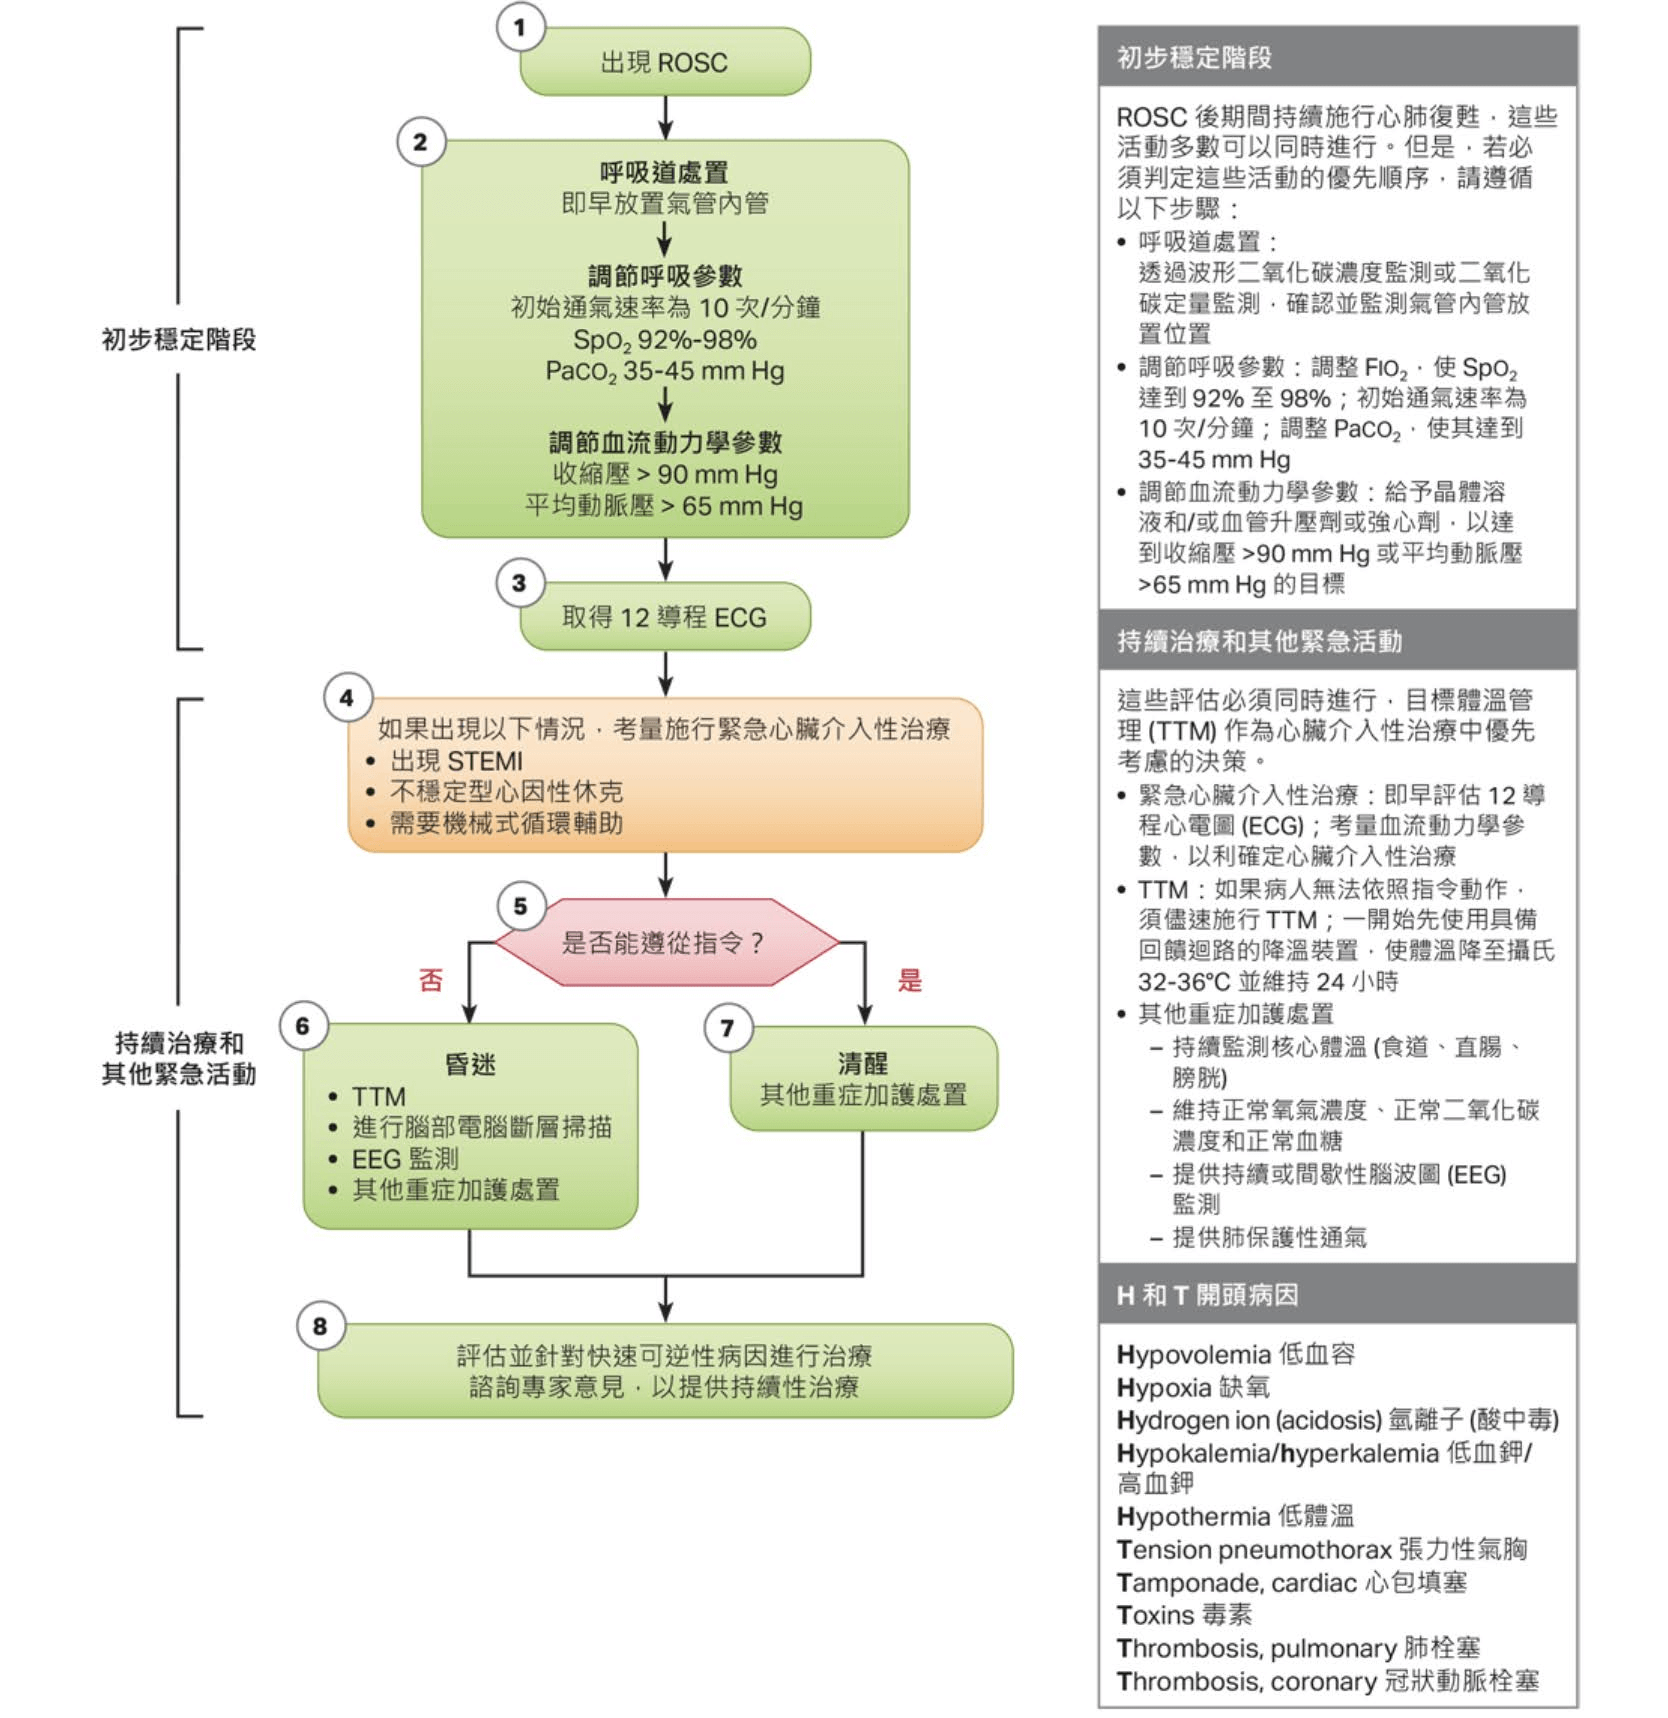 1
出現 ROSC
2
呼吸道處置
即早放置氣管內管
調節呼吸參數
初始通氣速率為 10 次/分鐘
SpO₂ 92%-98%
PaCO₂ 35-45 mm Hg
調節血流動力學參數
收縮壓 > 90 mm Hg
平均動脈壓 > 65 mm Hg
3
取得 12 導程 ECG
初步穩定階段
4
如果出現以下情況，考量施行緊急心臟介入性治療
• 出現 STEMI
• 不穩定型心因性休克
• 需要機械式循環輔助
5
是否能遵從指令？
否
是
6
昏迷
• TTM
• 進行腦部電腦斷層掃描
• EEG 監測
• 其他重症加護處置
7
清醒
其他重症加護處置
持續治療和
其他緊急活動
8
評估並針對快速可逆性病因進行治療
諮詢專家意見，以提供持續性治療
初步穩定階段
ROSC 後期間持續施行心肺復甦，這些
活動多數可以同時進行。但是，若必
須判定這些活動的優先順序，請遵循
以下步驟：
• 呼吸道處置：
透過波形二氧化碳濃度監測或二氧化
碳定量監測，確認並監測氣管內管放
置位置
• 調節呼吸參數：調整 FIO₂，使 SpO₂
達到 92% 至 98%；初始通氣速率為
10 次/分鐘；調整 PaCO₂，使其達到
35-45 mm Hg
• 調節血流動力學參數：給予晶體溶
液和/或血管升壓劑或強心劑，以達
到收縮壓 >90 mm Hg 或平均動脈壓
>65 mm Hg 的目標
持續治療和其他緊急活動
這些評估必須同時進行，目標體溫管
理 (TTM) 作為心臟介入性治療中優先
考慮的決策。
• 緊急心臟介入性治療：即早評估 12 導
程心電圖 (ECG)；考量血流動力學參
數，以利確定心臟介入性治療
• TTM：如果病人無法依照指令動作，
須儘速施行 TTM；一開始先使用具備
回饋迴路的降溫裝置，使體溫降至攝氏
32-36°C 並維持 24 小時
• 其他重症加護處置
– 持續監測核心體溫 (食道、直腸、
膀胱)
– 維持正常氧氣濃度、正常二氧化碳
濃度和正常血糖
– 提供持續或間歇性腦波圖 (EEG)
監測
– 提供肺保護性通氣
H 和 T 開頭病因
Hypovolemia 低血容
Hypoxia 缺氧
Hydrogen ion (acidosis) 氫離子 (酸中毒)
Hypokalemia/hyperkalemia 低血鉀/
高血鉀
Hypothermia 低體溫
Tension pneumothorax 張力性氣胸
Tamponade, cardiac 心包填塞
Toxins 毒素
Thrombosis, pulmonary 肺栓塞
Thrombosis, coronary 冠狀動脈栓塞